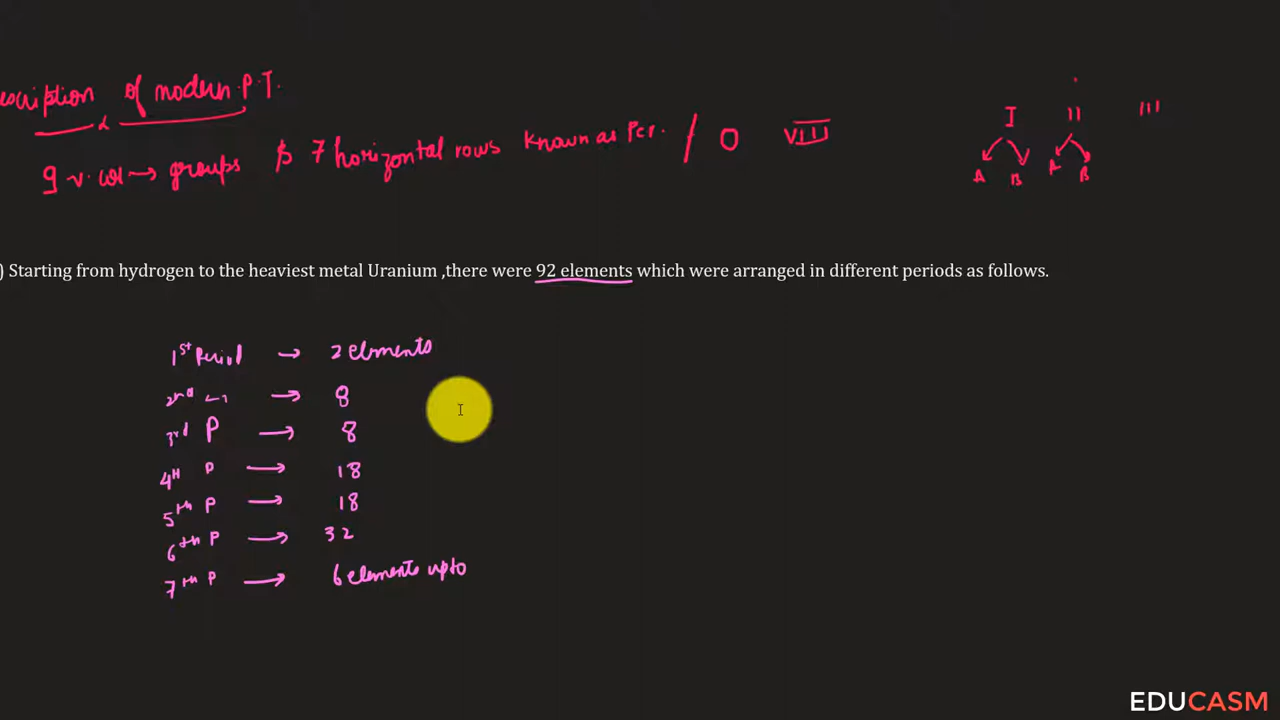 escription of modern P.T.
I II III
9 v. col → groups & 7 horizontal rows known as Per. / 0 VIII
A B A B
) Starting from hydrogen to the heaviest metal Uranium ,there were 92 elements which were arranged in different periods as follows.
1st Period → 2 elements
2nd → 8
3rd P → 8
4th P → 18
5th P → 18
6th P → 32
7th P → 6 elements upto
EDUCASM